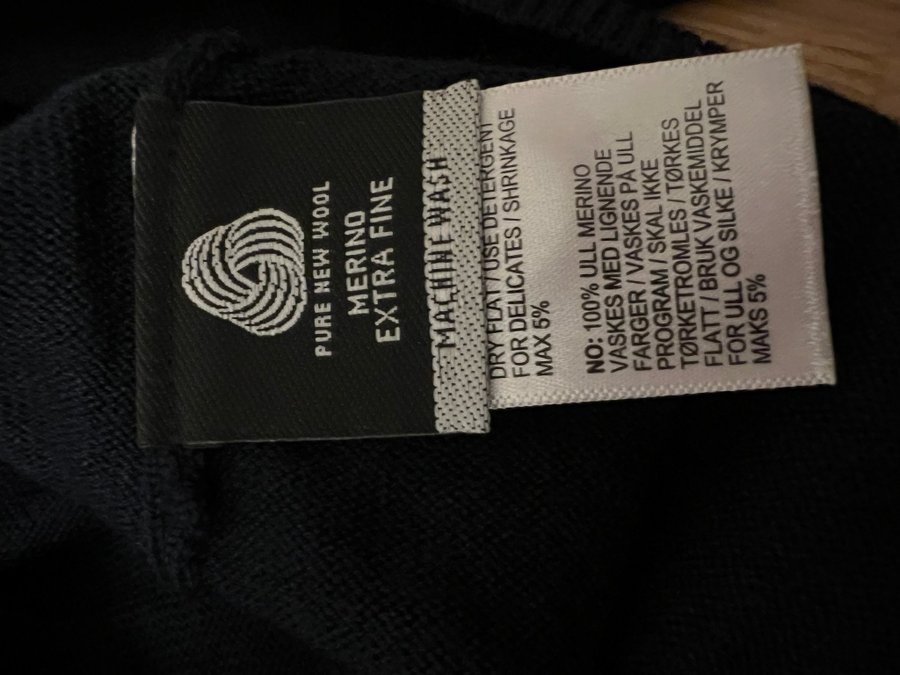 PURE NEW WOOL
MERINO
EXTRA FINE
MACHINE WASH
DRY FLAT / USE DETERGENT
FOR DELICATES / SHRINKAGE
MAX 5%
NO: 100% ULL MERINO
VASKES MED LIGNENDE
FARGER / VASKES PÅ ULL
PROGRAM / SKAL IKKE
TØRKETROMLES / TØRKES
FLATT / BRUK VASKEMIDDEL
FOR ULL OG SILKE / KRYMPER
MAKS 5%